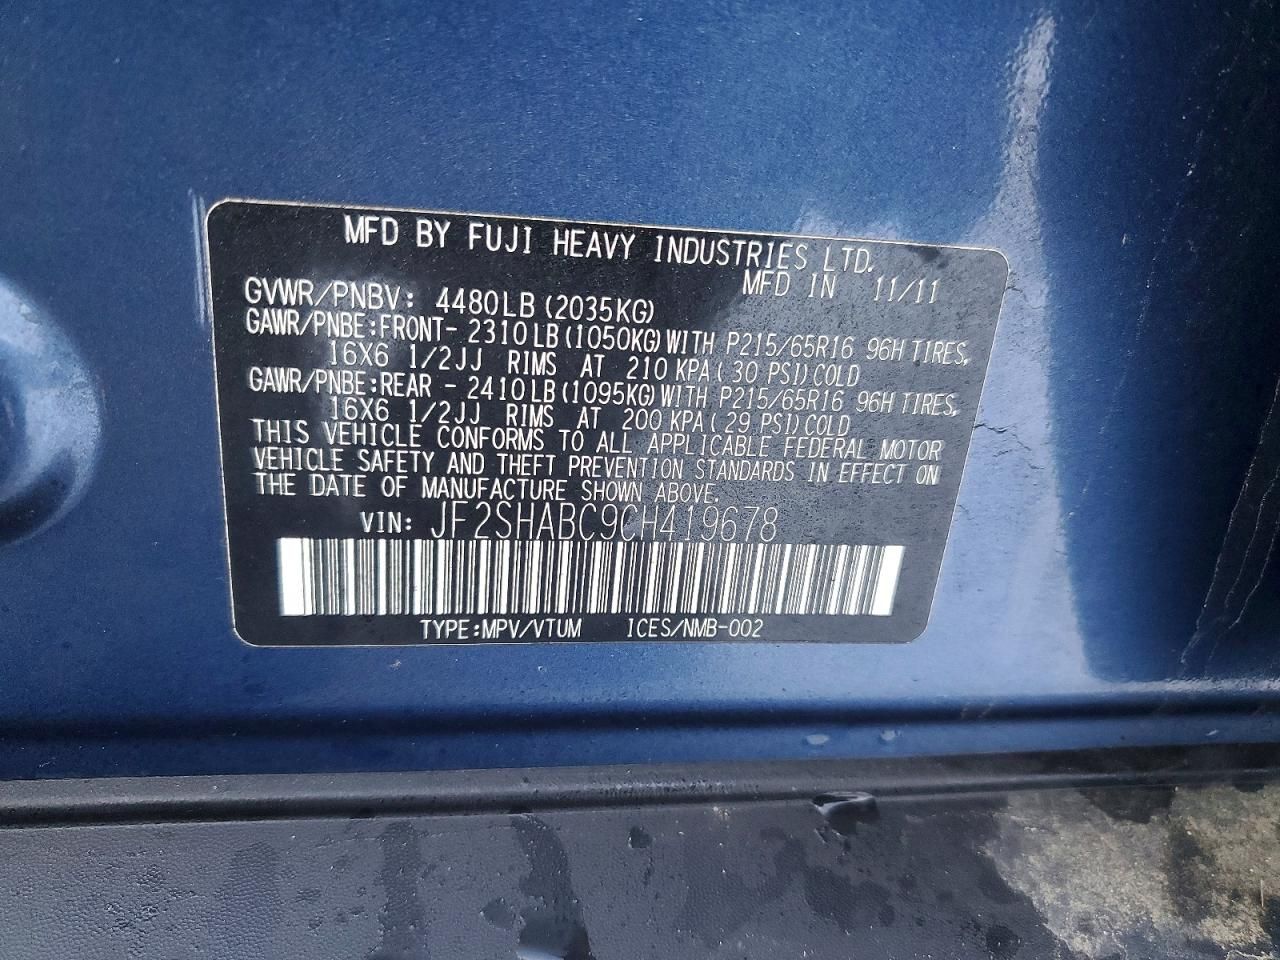 MFD BY FUJI HEAVY INDUSTRIES LTD.
MFD IN 11/11
GVWR/PNBV: 4480LB(2035KG)
GAWR/PNBE:FRONT- 2310LB(1050KG)WITH P215/65R16 96H TIRES,
16X6 1/2JJ RIMS AT 210 KPA(30 PSI)COLD
GAWR/PNBE:REAR - 2410LB(1095KG)WITH P215/65R16 96H TIRES,
16X6 1/2JJ RIMS AT 200 KPA(29 PSI)COLD
THIS VEHICLE CONFORMS TO ALL APPLICABLE FEDERAL MOTOR
VEHICLE SAFETY AND THEFT PREVENTION STANDARDS IN EFFECT ON
THE DATE OF MANUFACTURE SHOWN ABOVE.
VIN: JF2SHABC9CH419678
TYPE:MPV/VTUM ICES/NMB-002